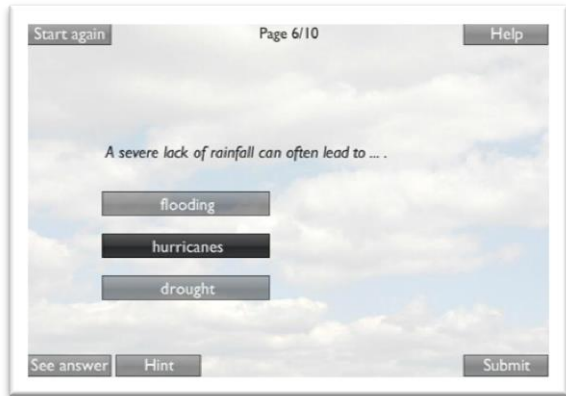 Start again
Page 6/10
Help
A severe lack of rainfall can often lead to ... .
flooding
hurricanes
drought
See answer
Hint
Submit